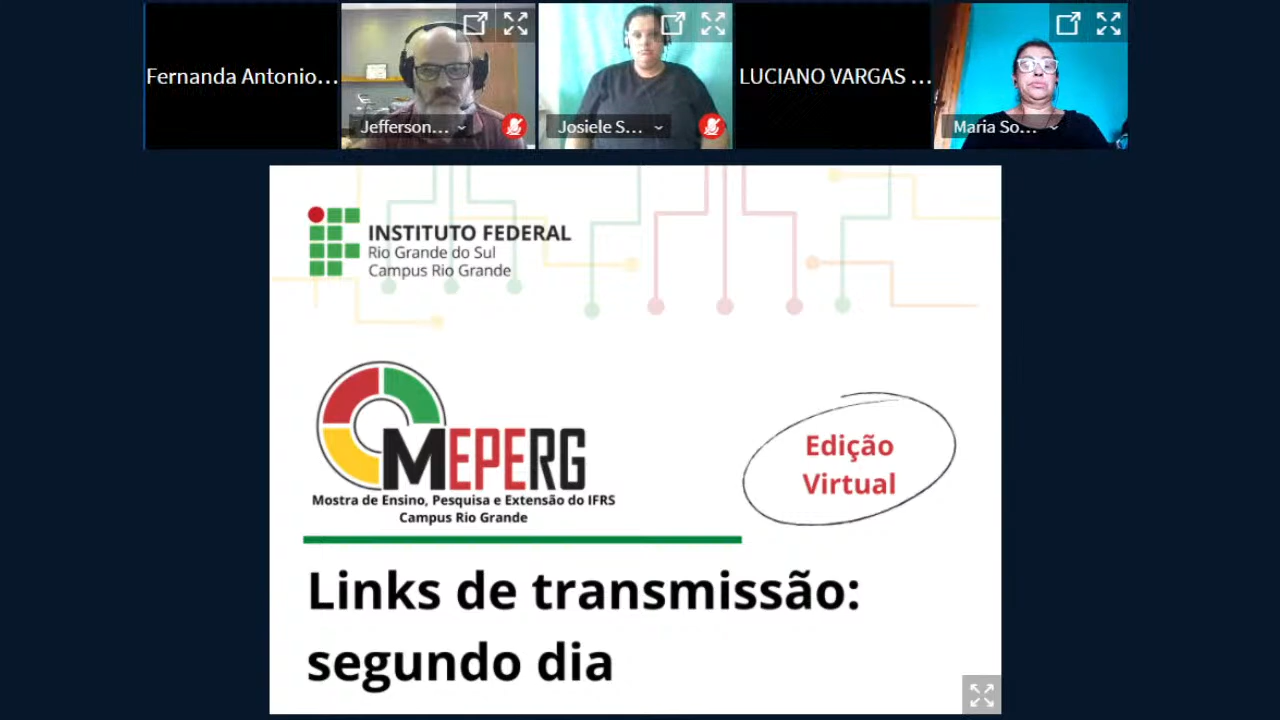 Fernanda Antonio...
Jefferson...
Josiele S...
LUCIANO VARGAS ...
Maria So...
INSTITUTO FEDERAL
Rio Grande do Sul
Campus Rio Grande
MEPERG
Mostra de Ensino, Pesquisa e Extensão do IFRS
Campus Rio Grande
Edição
Virtual
Links de transmissão:
segundo dia